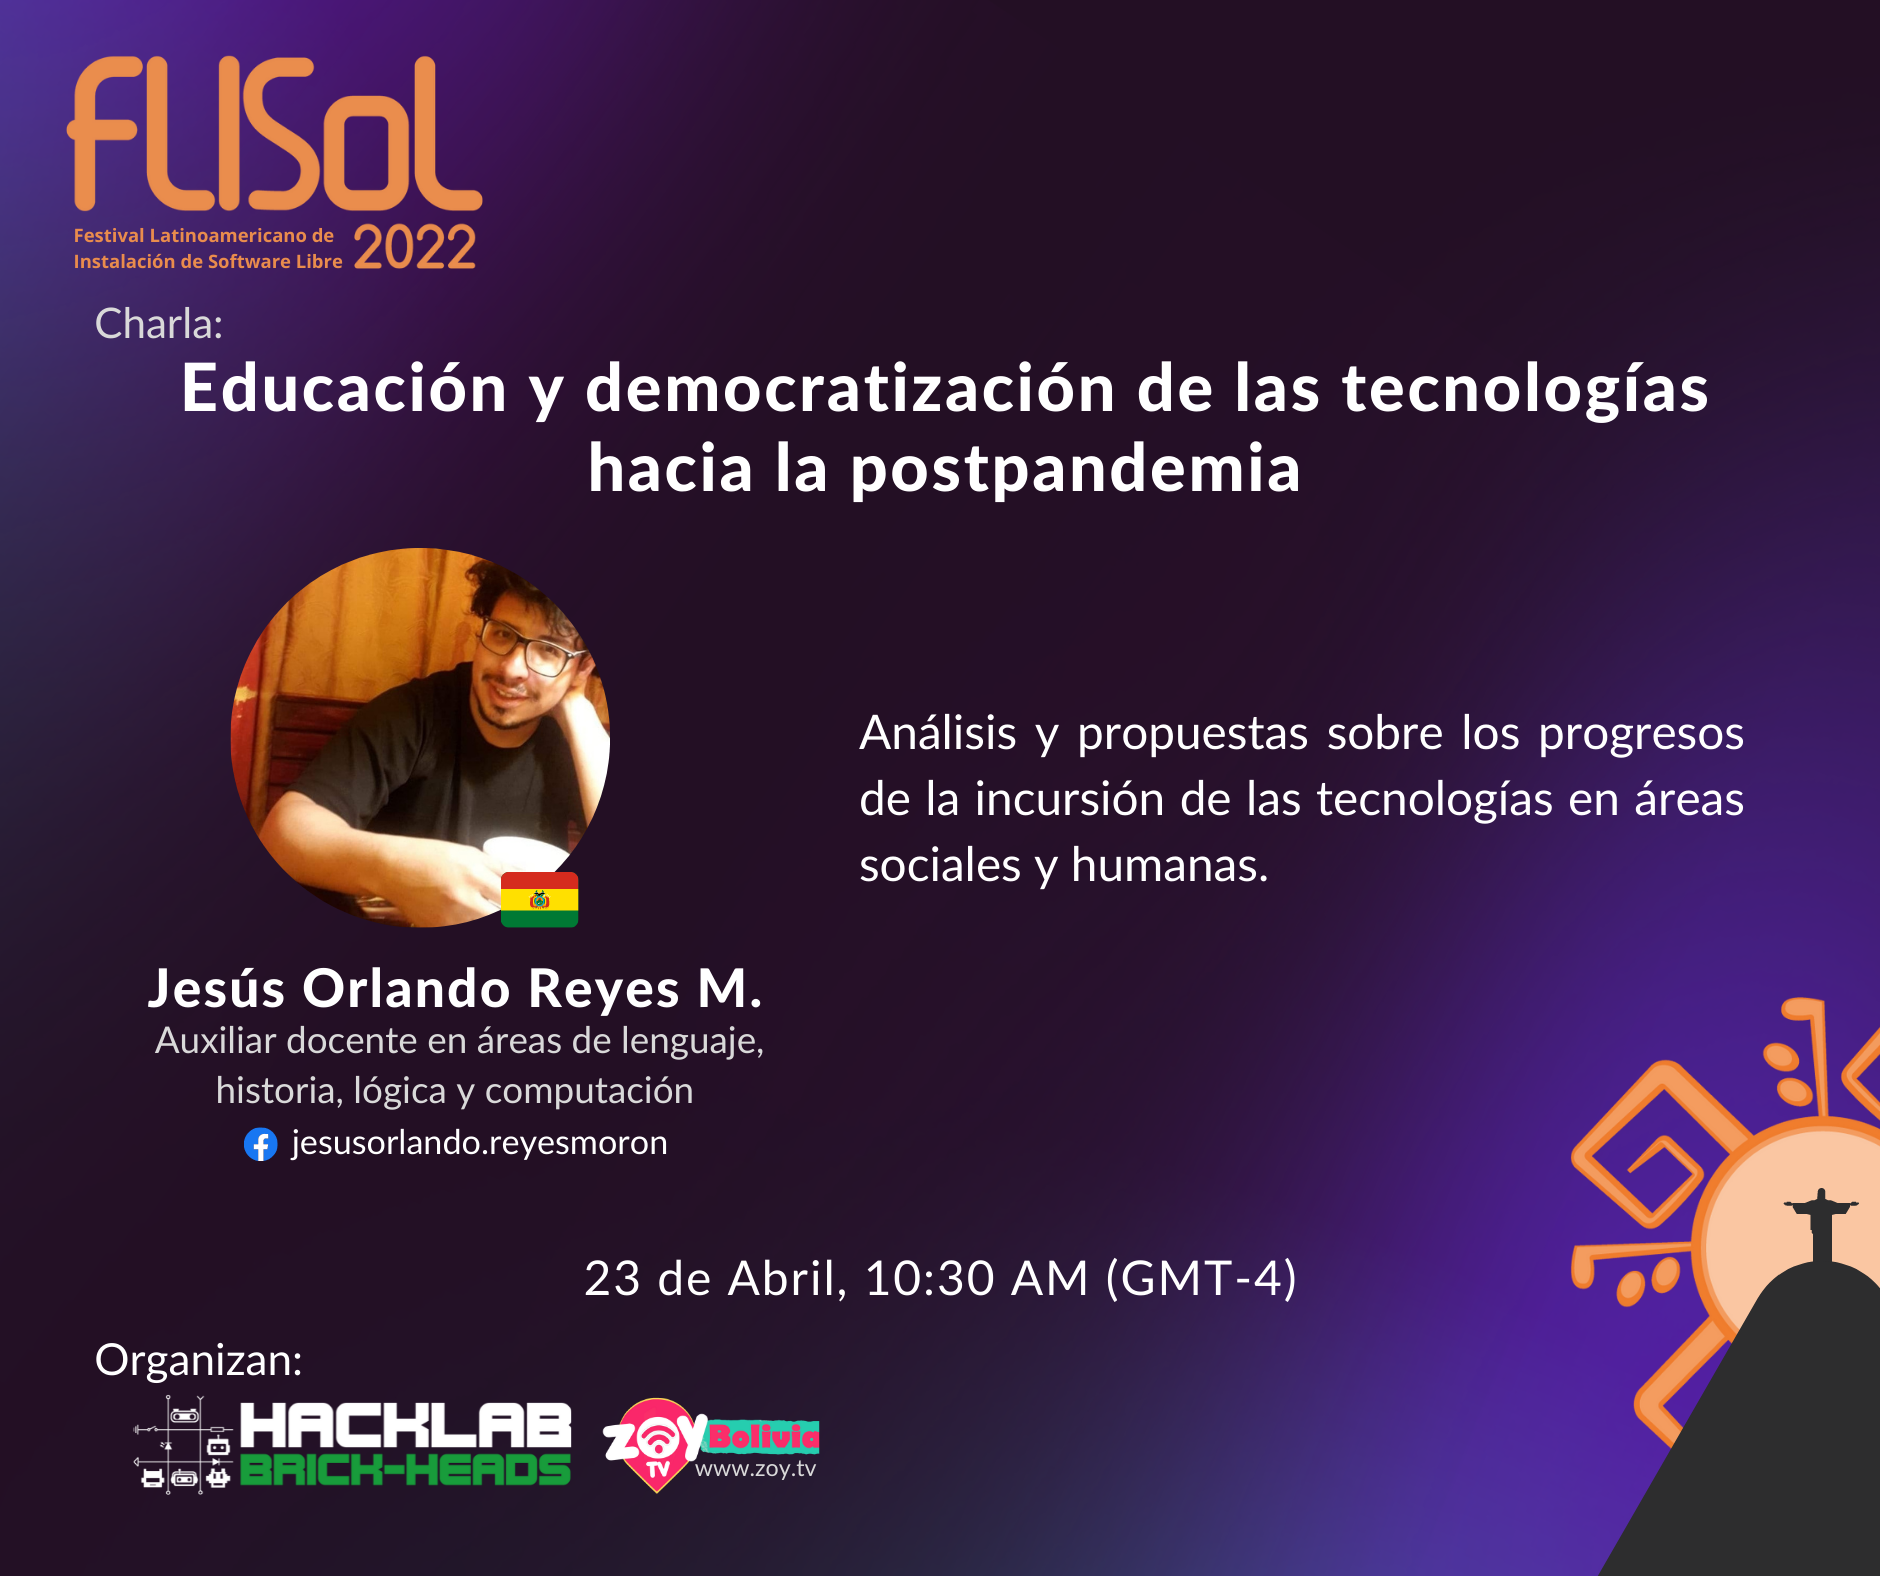 FLISoL
Festival Latinoamericano de
Instalación de Software Libre 2022
Charla:
Educación y democratización de las tecnologías
hacia la postpandemia
Análisis y propuestas sobre los progresos
de la incursión de las tecnologías en áreas
sociales y humanas.
Jesús Orlando Reyes M.
Auxiliar docente en áreas de lenguaje,
historia, lógica y computación
jesusorlando.reyesmoron
23 de Abril, 10:30 AM (GMT-4)
Organizan:
HACKLAB
BRICK-HEADS
ZOY Bolivia
TV www.zoy.tv